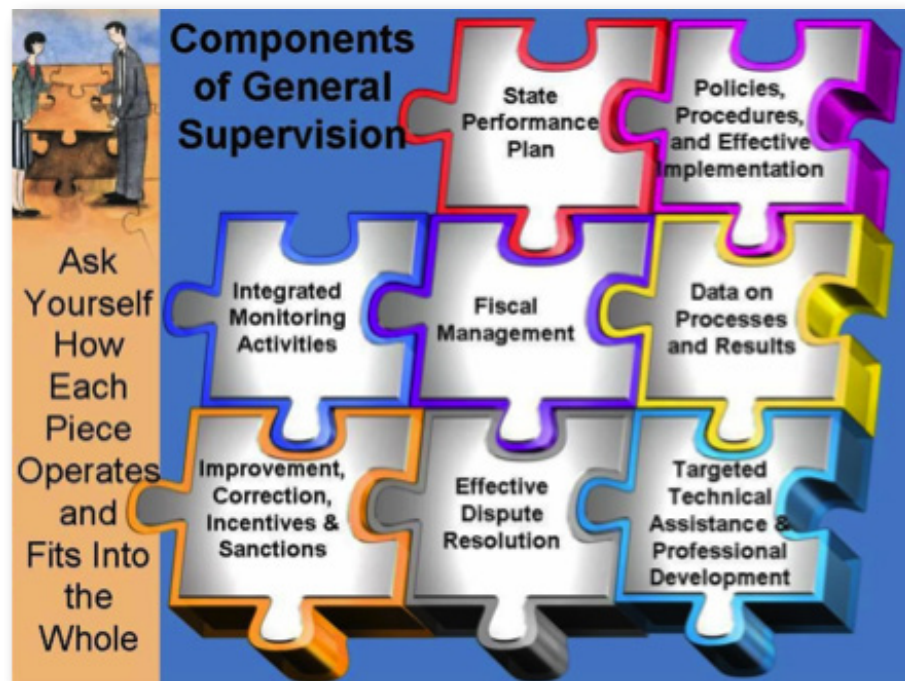 Components
of General
Supervision
Ask
Yourself
How
Each
Piece
Operates
and
Fits Into
the
Whole
State
Performance
Plan
Policies,
Procedures,
and Effective
Implementation
Integrated
Monitoring
Activities
Fiscal
Management
Data on
Processes
and Results
Improvement,
Correction,
Incentives &
Sanctions
Effective
Dispute
Resolution
Targeted
Technical
Assistance &
Professional
Development